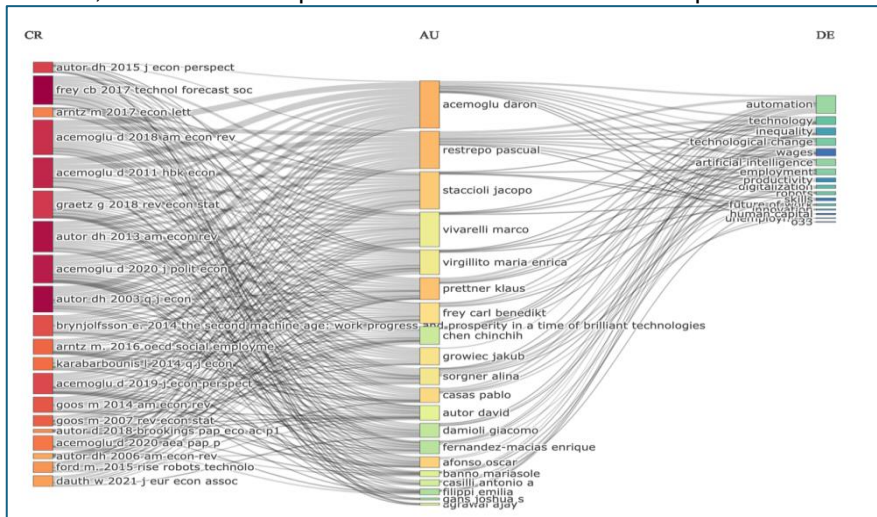 CR
AU
DE
autor dh 2015 j econ perspect
frey cb 2017 technol forecast soc
arntz m 2017 econ lett
acemoglu d 2018 am econ rev
acemoglu d 2011 hbk econ
graetz g 2018 rev econ stat
autor dh 2013 am econ rev
acemoglu d 2020 j polit econ
autor dh 2003 q j econ
brynjolfsson e. 2014 the second machine age: work progress and prosperity in a time of brilliant technologies
arntz m. 2016 oecd social employme
karabarbounis l 2014 q j econ
acemoglu d 2019 j econ perspect
goos m 2014 am econ rev
goos m 2007 rev econ stat
autor d 2018 brookings pap eco ac p1
acemoglu d 2020 aea pap p
autor dh 2006 am econ rev
ford m. 2015 rise robots technolo
dauth w 2021 j eur econ assoc
acemoglu daron
restrepo pascual
staccioli jacopo
vivarelli marco
virgillito maria enrica
prettner klaus
frey carl benedikt
chen chinchih
growiec jakub
sorgner alina
casas pablo
autor david
damioli giacomo
fernandez-macias enrique
afonso oscar
banno mariasole
casilli antonio a
filippi emilia
gans joshua s
agrawal ajay
automation
technology
inequality
technological change
wages
artificial intelligence
employment
productivity
digitalization
robots
skills
future of work
innovation
human capital
o33